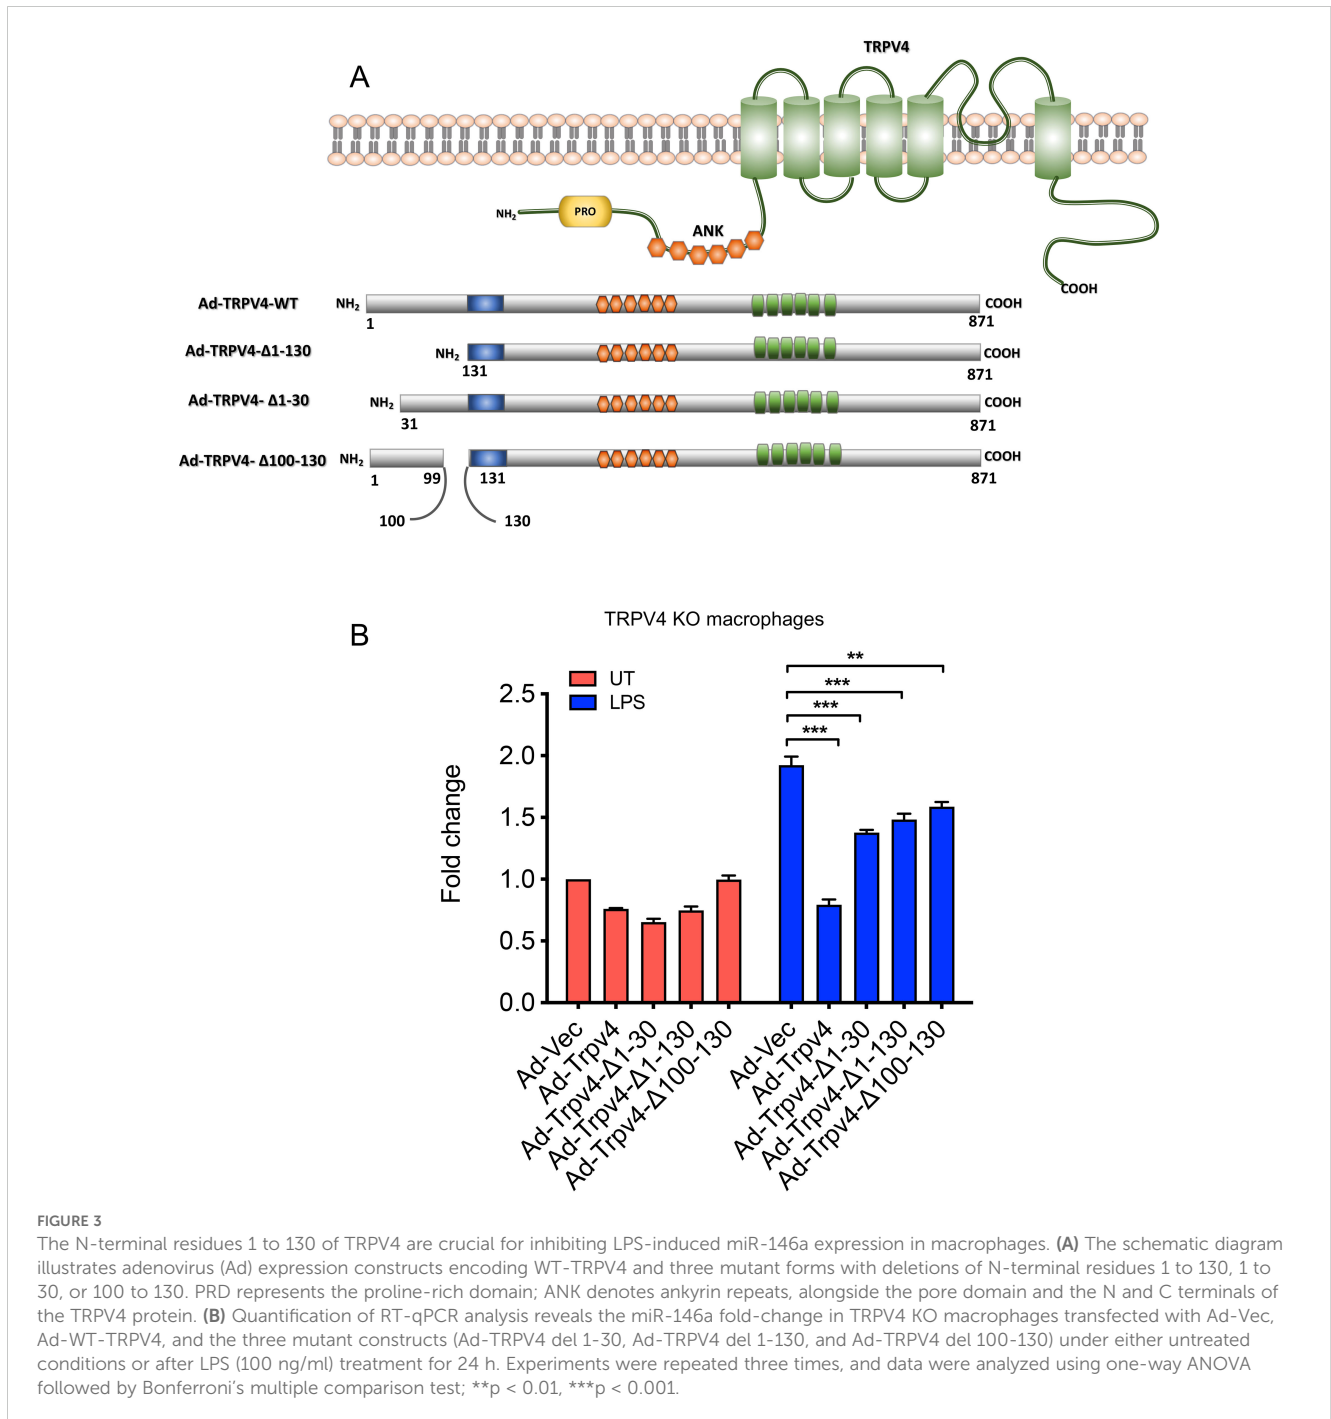 A
TRPV4
NH2
PRO
ANK
COOH
Ad-TRPV4-WT
NH2
COOH
1
871
Ad-TRPV4-Δ1-130
NH2
COOH
131
871
Ad-TRPV4- Δ1-30
NH2
COOH
31
871
Ad-TRPV4- Δ100-130
NH2
COOH
1
99
131
871
100
130
B
TRPV4 KO macrophages
UT
LPS
**
***
***
***
Fold change
2.5
2.0
1.5
1.0
0.5
0.0
Ad-Vec
Ad-Trpv4
Ad-Trpv4-Δ1-30
Ad-Trpv4-Δ1-130
Ad-Trpv4-Δ100-130
Ad-Vec
Ad-Trpv4
Ad-Trpv4-Δ1-30
Ad-Trpv4-Δ1-130
Ad-Trpv4-Δ100-130
FIGURE 3
The N-terminal residues 1 to 130 of TRPV4 are crucial for inhibiting LPS-induced miR-146a expression in macrophages. (A) The schematic diagram
illustrates adenovirus (Ad) expression constructs encoding WT-TRPV4 and three mutant forms with deletions of N-terminal residues 1 to 130, 1 to
30, or 100 to 130. PRD represents the proline-rich domain; ANK denotes ankyrin repeats, alongside the pore domain and the N and C terminals of
the TRPV4 protein. (B) Quantification of RT-qPCR analysis reveals the miR-146a fold-change in TRPV4 KO macrophages transfected with Ad-Vec,
Ad-WT-TRPV4, and the three mutant constructs (Ad-TRPV4 del 1-30, Ad-TRPV4 del 1-130, and Ad-TRPV4 del 100-130) under either untreated
conditions or after LPS (100 ng/ml) treatment for 24 h. Experiments were repeated three times, and data were analyzed using one-way ANOVA
followed by Bonferroni's multiple comparison test; **p < 0.01, ***p < 0.001.